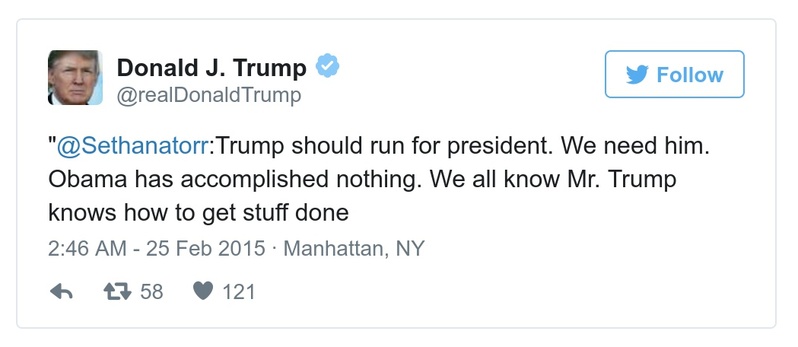 Donald J. Trump
Follow
@realDonaldTrump
"@Sethanatorr:Trump should run for president. We need him.
Obama has accomplished nothing. We all know Mr. Trump
knows how to get stuff done
2:46 AM - 25 Feb 2015 · Manhattan, NY
58 121